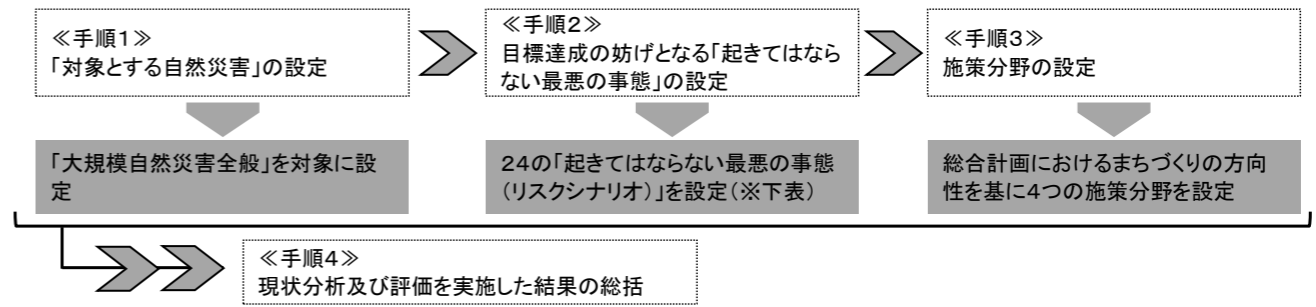 ≪手順1≫
「対象とする自然災害」の設定
≪手順2≫
目標達成の妨げとなる「起きてはなら
ない最悪の事態」の設定
≪手順3≫
施策分野の設定
「大規模自然災害全般」を対象に設
定
24の「起きてはならない最悪の事態
(リスクシナリオ)」を設定(※下表)
総合計画におけるまちづくりの方向
性を基に4つの施策分野を設定
≪手順4≫
現状分析及び評価を実施した結果の総括